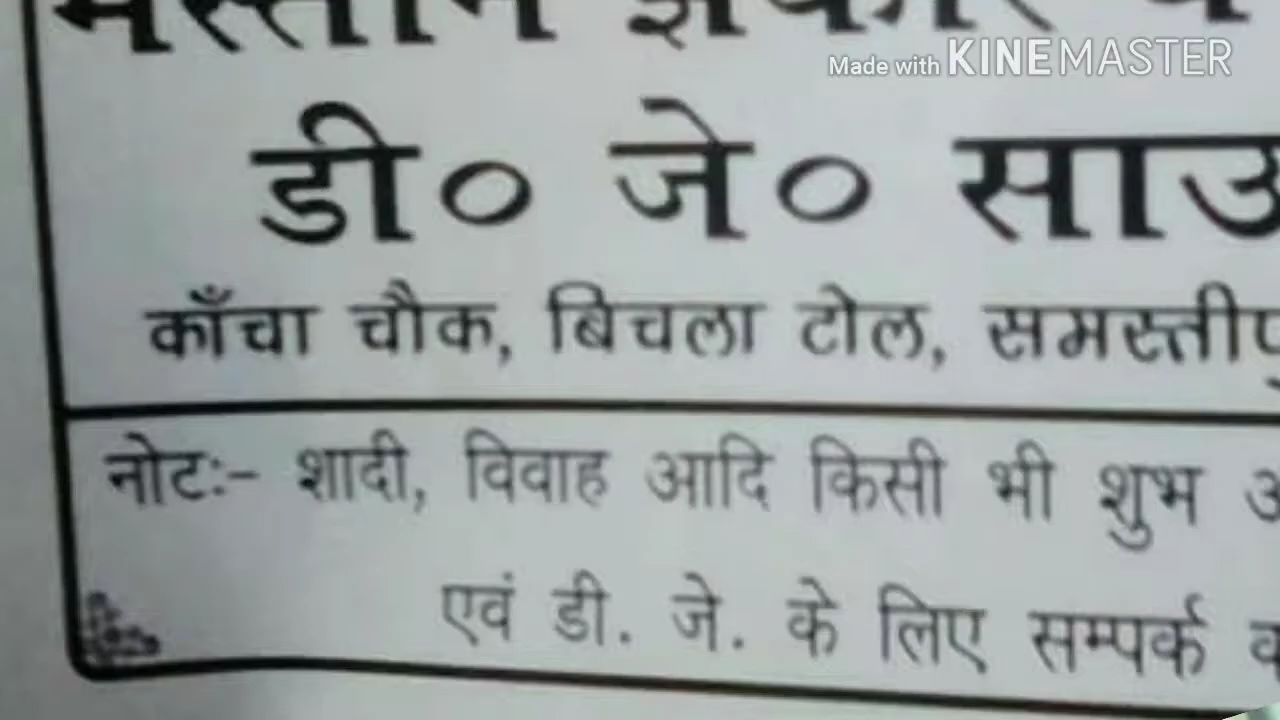 Made with KINEMASTER
डी० जे० साउ
काँचा चौक, बिचला टोल, समस्तीपु
नोटः- शादी, विवाह आदि किसी भी शुभ अ
एवं डी. जे. के लिए सम्पर्क क